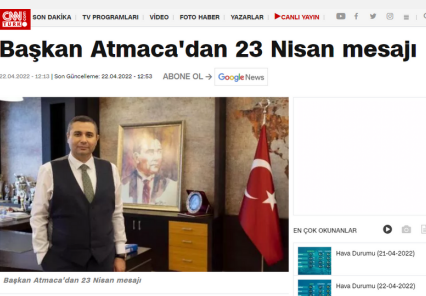 CNN TÜRK
SON DAKİKA | TV PROGRAMLARI | VİDEO | FOTO HABER | YAZARLAR | CANLI YAYIN
Başkan Atmaca'dan 23 Nisan mesajı
22.04.2022 - 12:13 | Son Güncelleme: 22.04.2022 - 12:53
ABONE OL → Google News
Başkan Atmaca'dan 23 Nisan mesajı
EN ÇOK OKUNANLAR
Hava Durumu (21-04-2022)
Hava Durumu (22-04-2022)